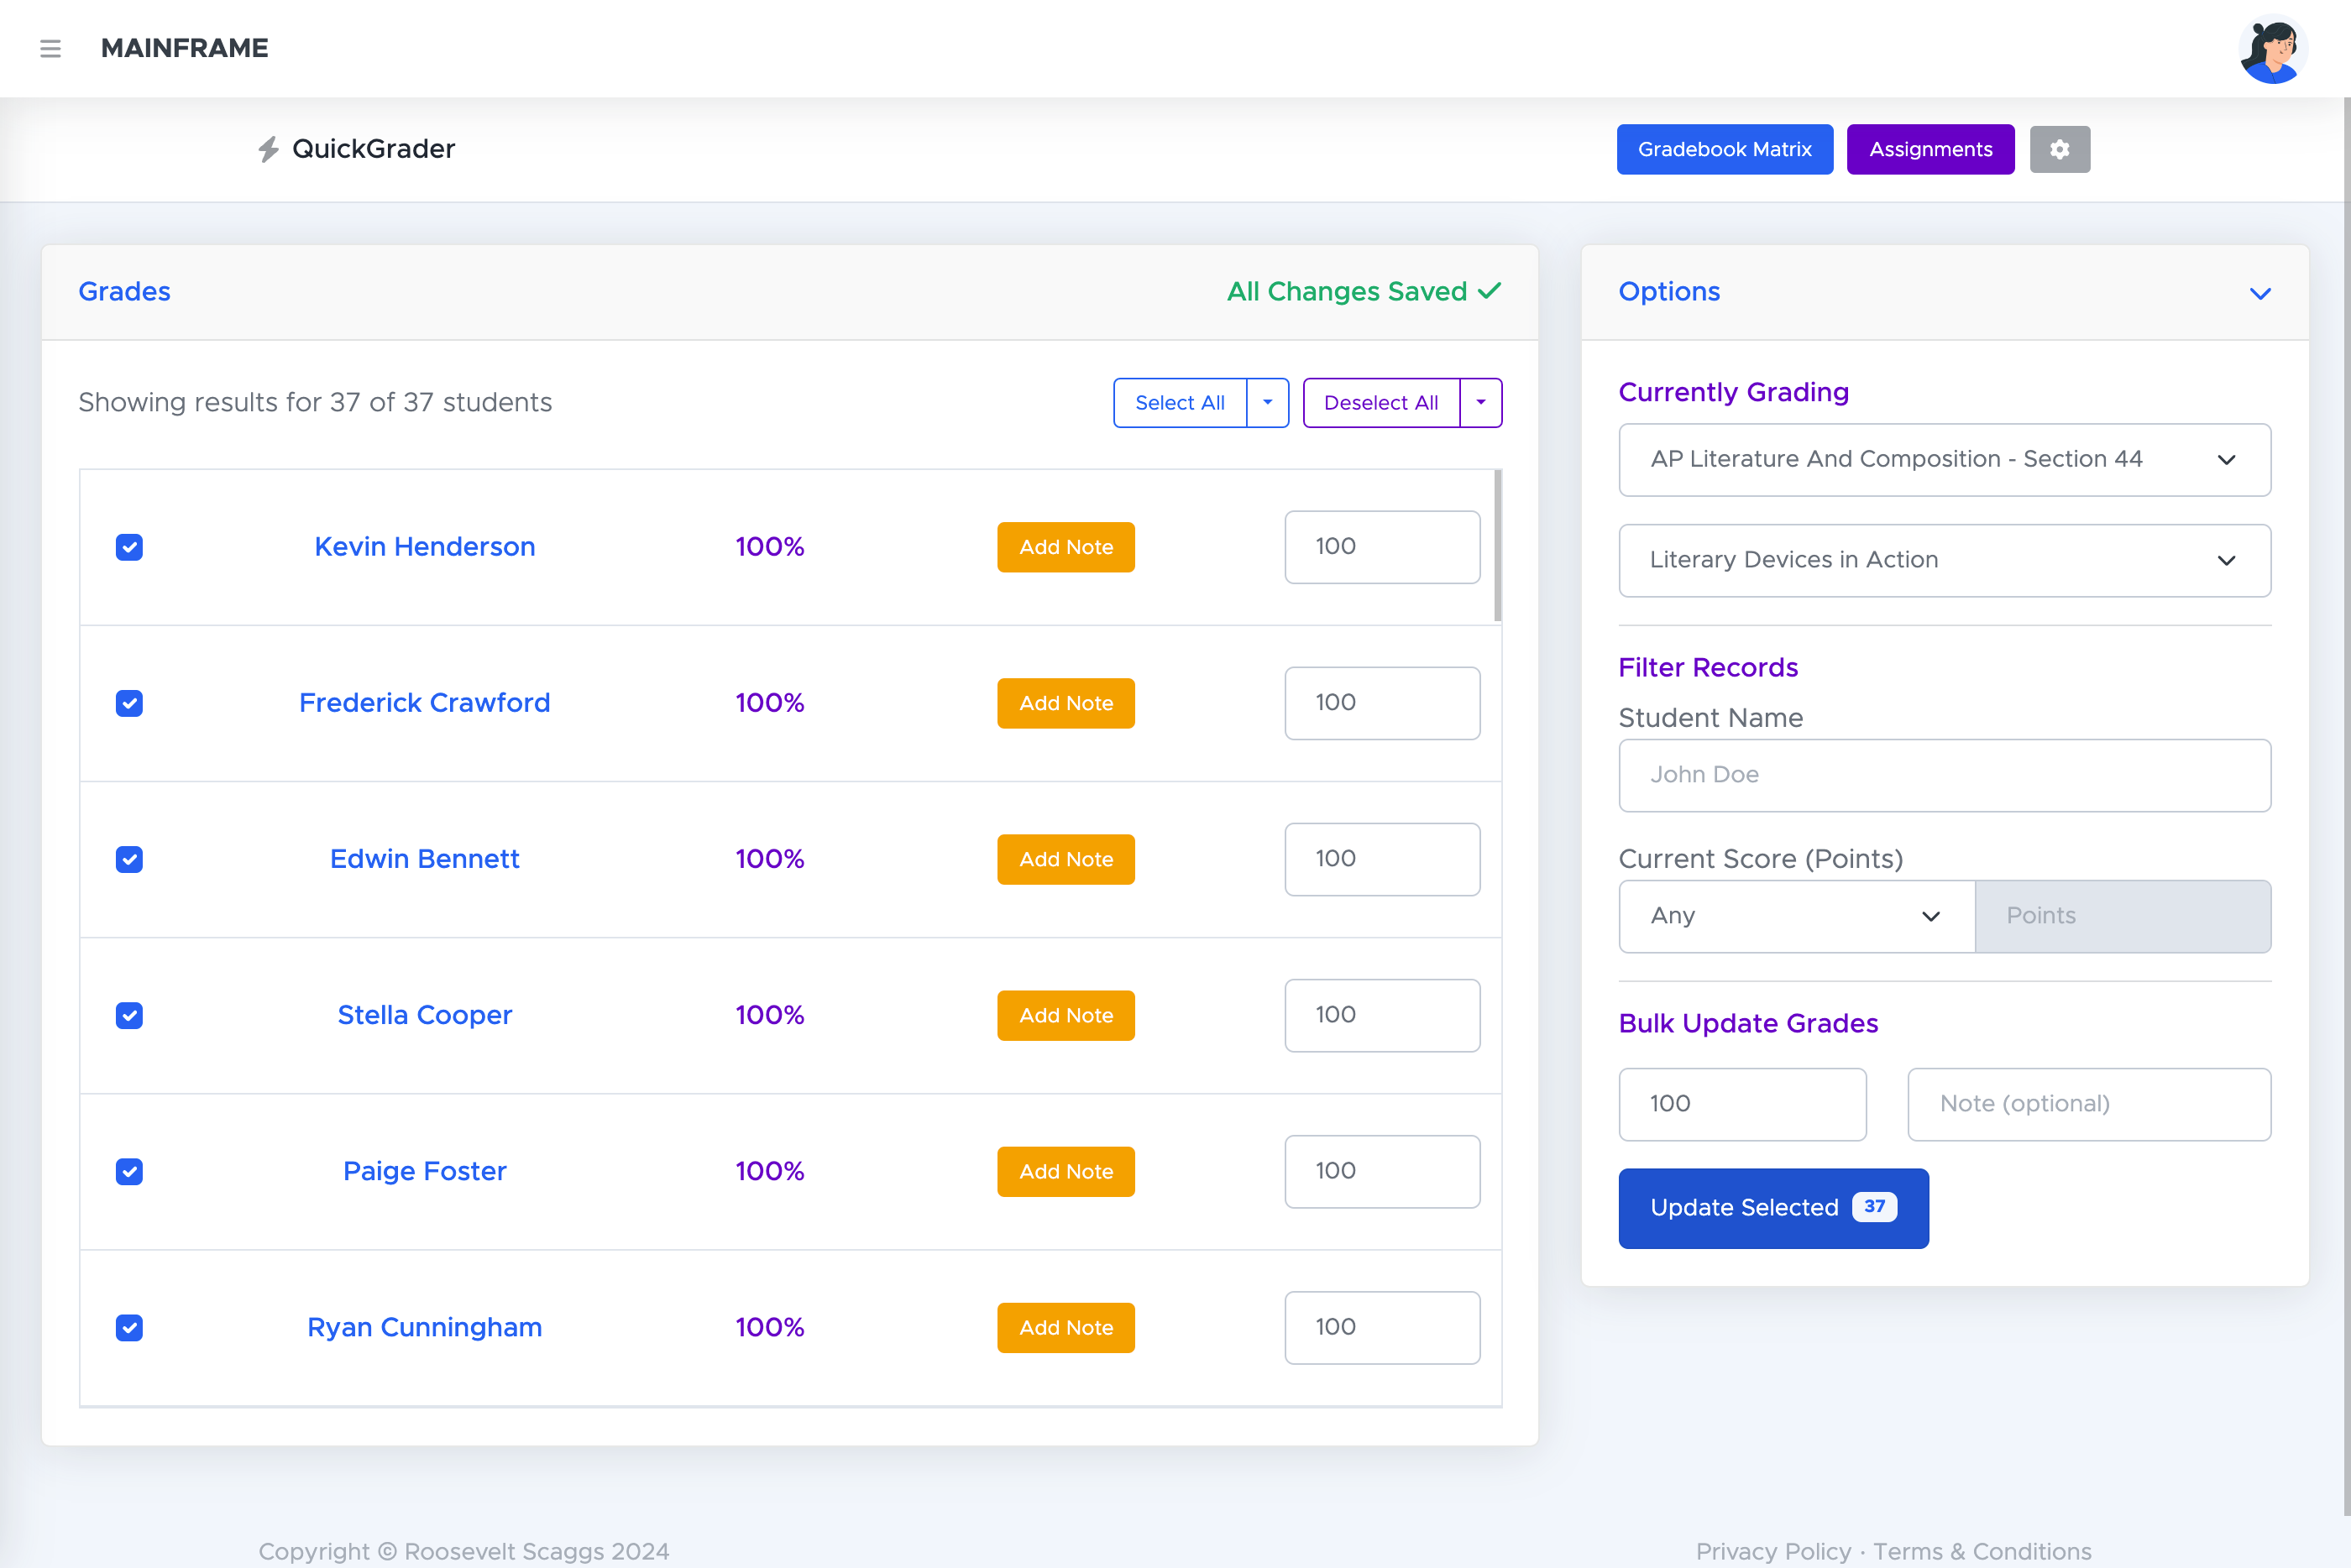 MAINFRAME
QuickGrader
Gradebook Matrix
Assignments
Grades
All Changes Saved
Showing results for 37 of 37 students
Select All
Deselect All
Kevin Henderson 100% Add Note 100
Frederick Crawford 100% Add Note 100
Edwin Bennett 100% Add Note 100
Stella Cooper 100% Add Note 100
Paige Foster 100% Add Note 100
Ryan Cunningham 100% Add Note 100
Options
Currently Grading
AP Literature And Composition - Section 44
Literary Devices in Action
Filter Records
Student Name
John Doe
Current Score (Points)
Any Points
Bulk Update Grades
100 Note (optional)
Update Selected 37
Copyright © Roosevelt Scaggs 2024
Privacy Policy · Terms & Conditions